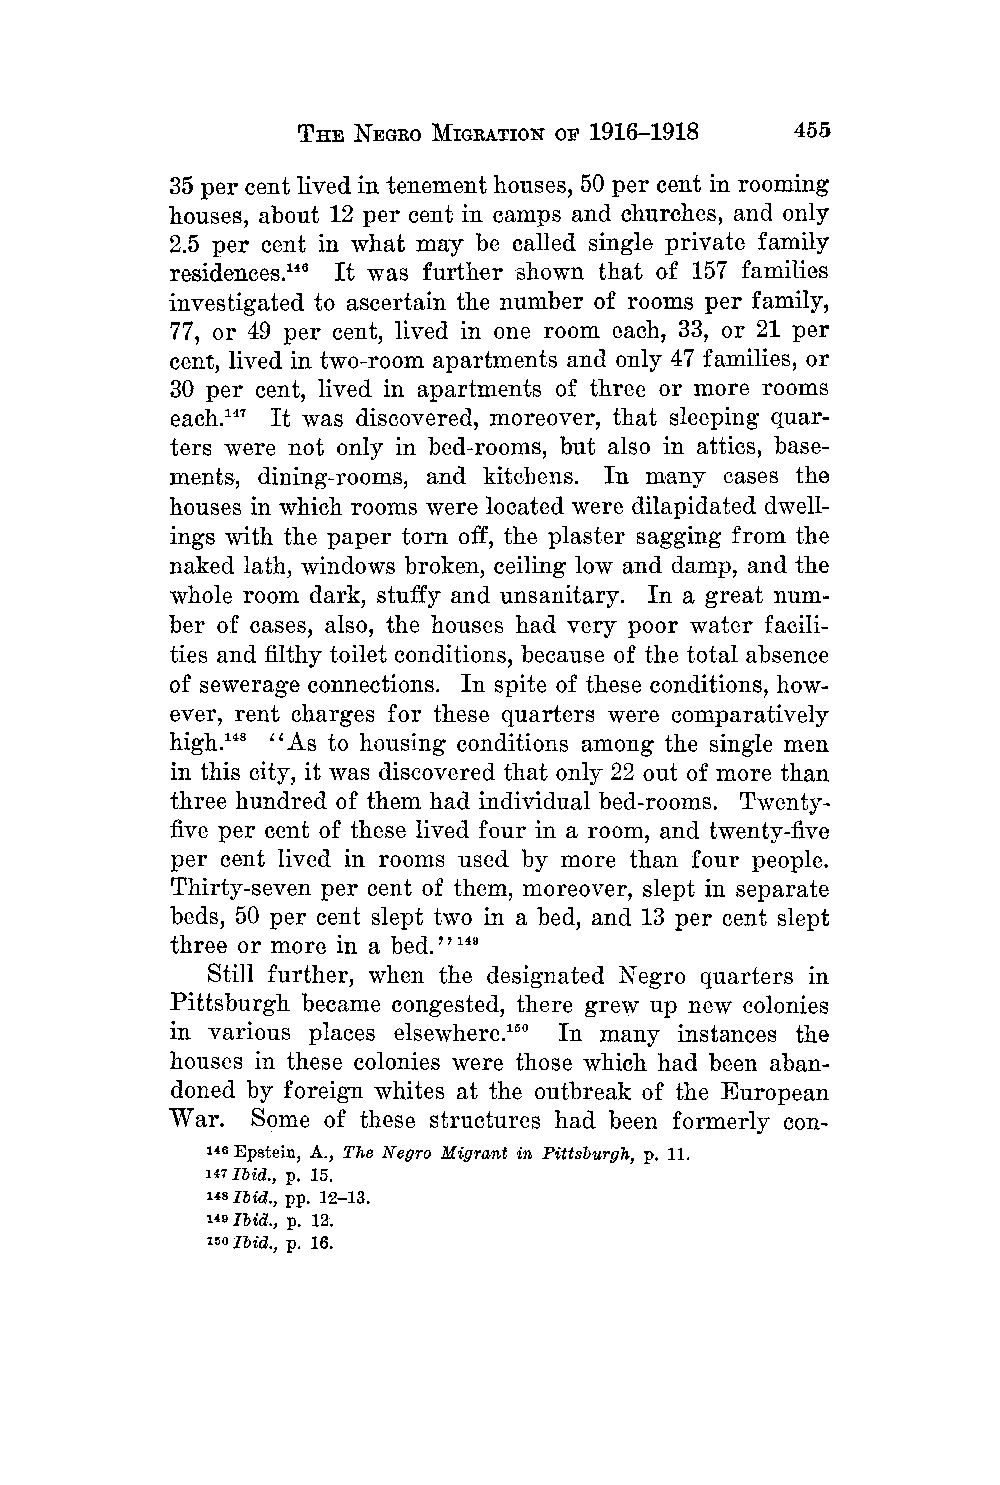 THE NEGRO MIGRATION OF 1916–1918 455
35 per cent lived in tenement houses, 50 per cent in rooming
houses, about 12 per cent in camps and churches, and only
2.5 per cent in what may be called single private family
residences.¹⁴⁶ It was further shown that of 157 families
investigated to ascertain the number of rooms per family,
77, or 49 per cent, lived in one room each, 33, or 21 per
cent, lived in two-room apartments and only 47 families, or
30 per cent, lived in apartments of three or more rooms
each.¹⁴⁷ It was discovered, moreover, that sleeping quar-
ters were not only in bed-rooms, but also in attics, base-
ments, dining-rooms, and kitchens. In many cases the
houses in which rooms were located were dilapidated dwell-
ings with the paper torn off, the plaster sagging from the
naked lath, windows broken, ceiling low and damp, and the
whole room dark, stuffy and unsanitary. In a great num-
ber of cases, also, the houses had very poor water facili-
ties and filthy toilet conditions, because of the total absence
of sewerage connections. In spite of these conditions, how-
ever, rent charges for these quarters were comparatively
high.¹⁴⁸ “As to housing conditions among the single men
in this city, it was discovered that only 22 out of more than
three hundred of them had individual bed-rooms. Twenty-
five per cent of these lived four in a room, and twenty-five
per cent lived in rooms used by more than four people.
Thirty-seven per cent of them, moreover, slept in separate
beds, 50 per cent slept two in a bed, and 13 per cent slept
three or more in a bed.”¹⁴⁹
Still further, when the designated Negro quarters in
Pittsburgh became congested, there grew up new colonies
in various places elsewhere.¹⁵⁰ In many instances the
houses in these colonies were those which had been aban-
doned by foreign whites at the outbreak of the European
War. Some of these structures had been formerly con-
¹⁴⁶ Epstein, A., The Negro Migrant in Pittsburgh, p. 11.
¹⁴⁷ Ibid., p. 15.
¹⁴⁸ Ibid., pp. 12–13.
¹⁴⁹ Ibid., p. 12.
¹⁵⁰ Ibid., p. 16.